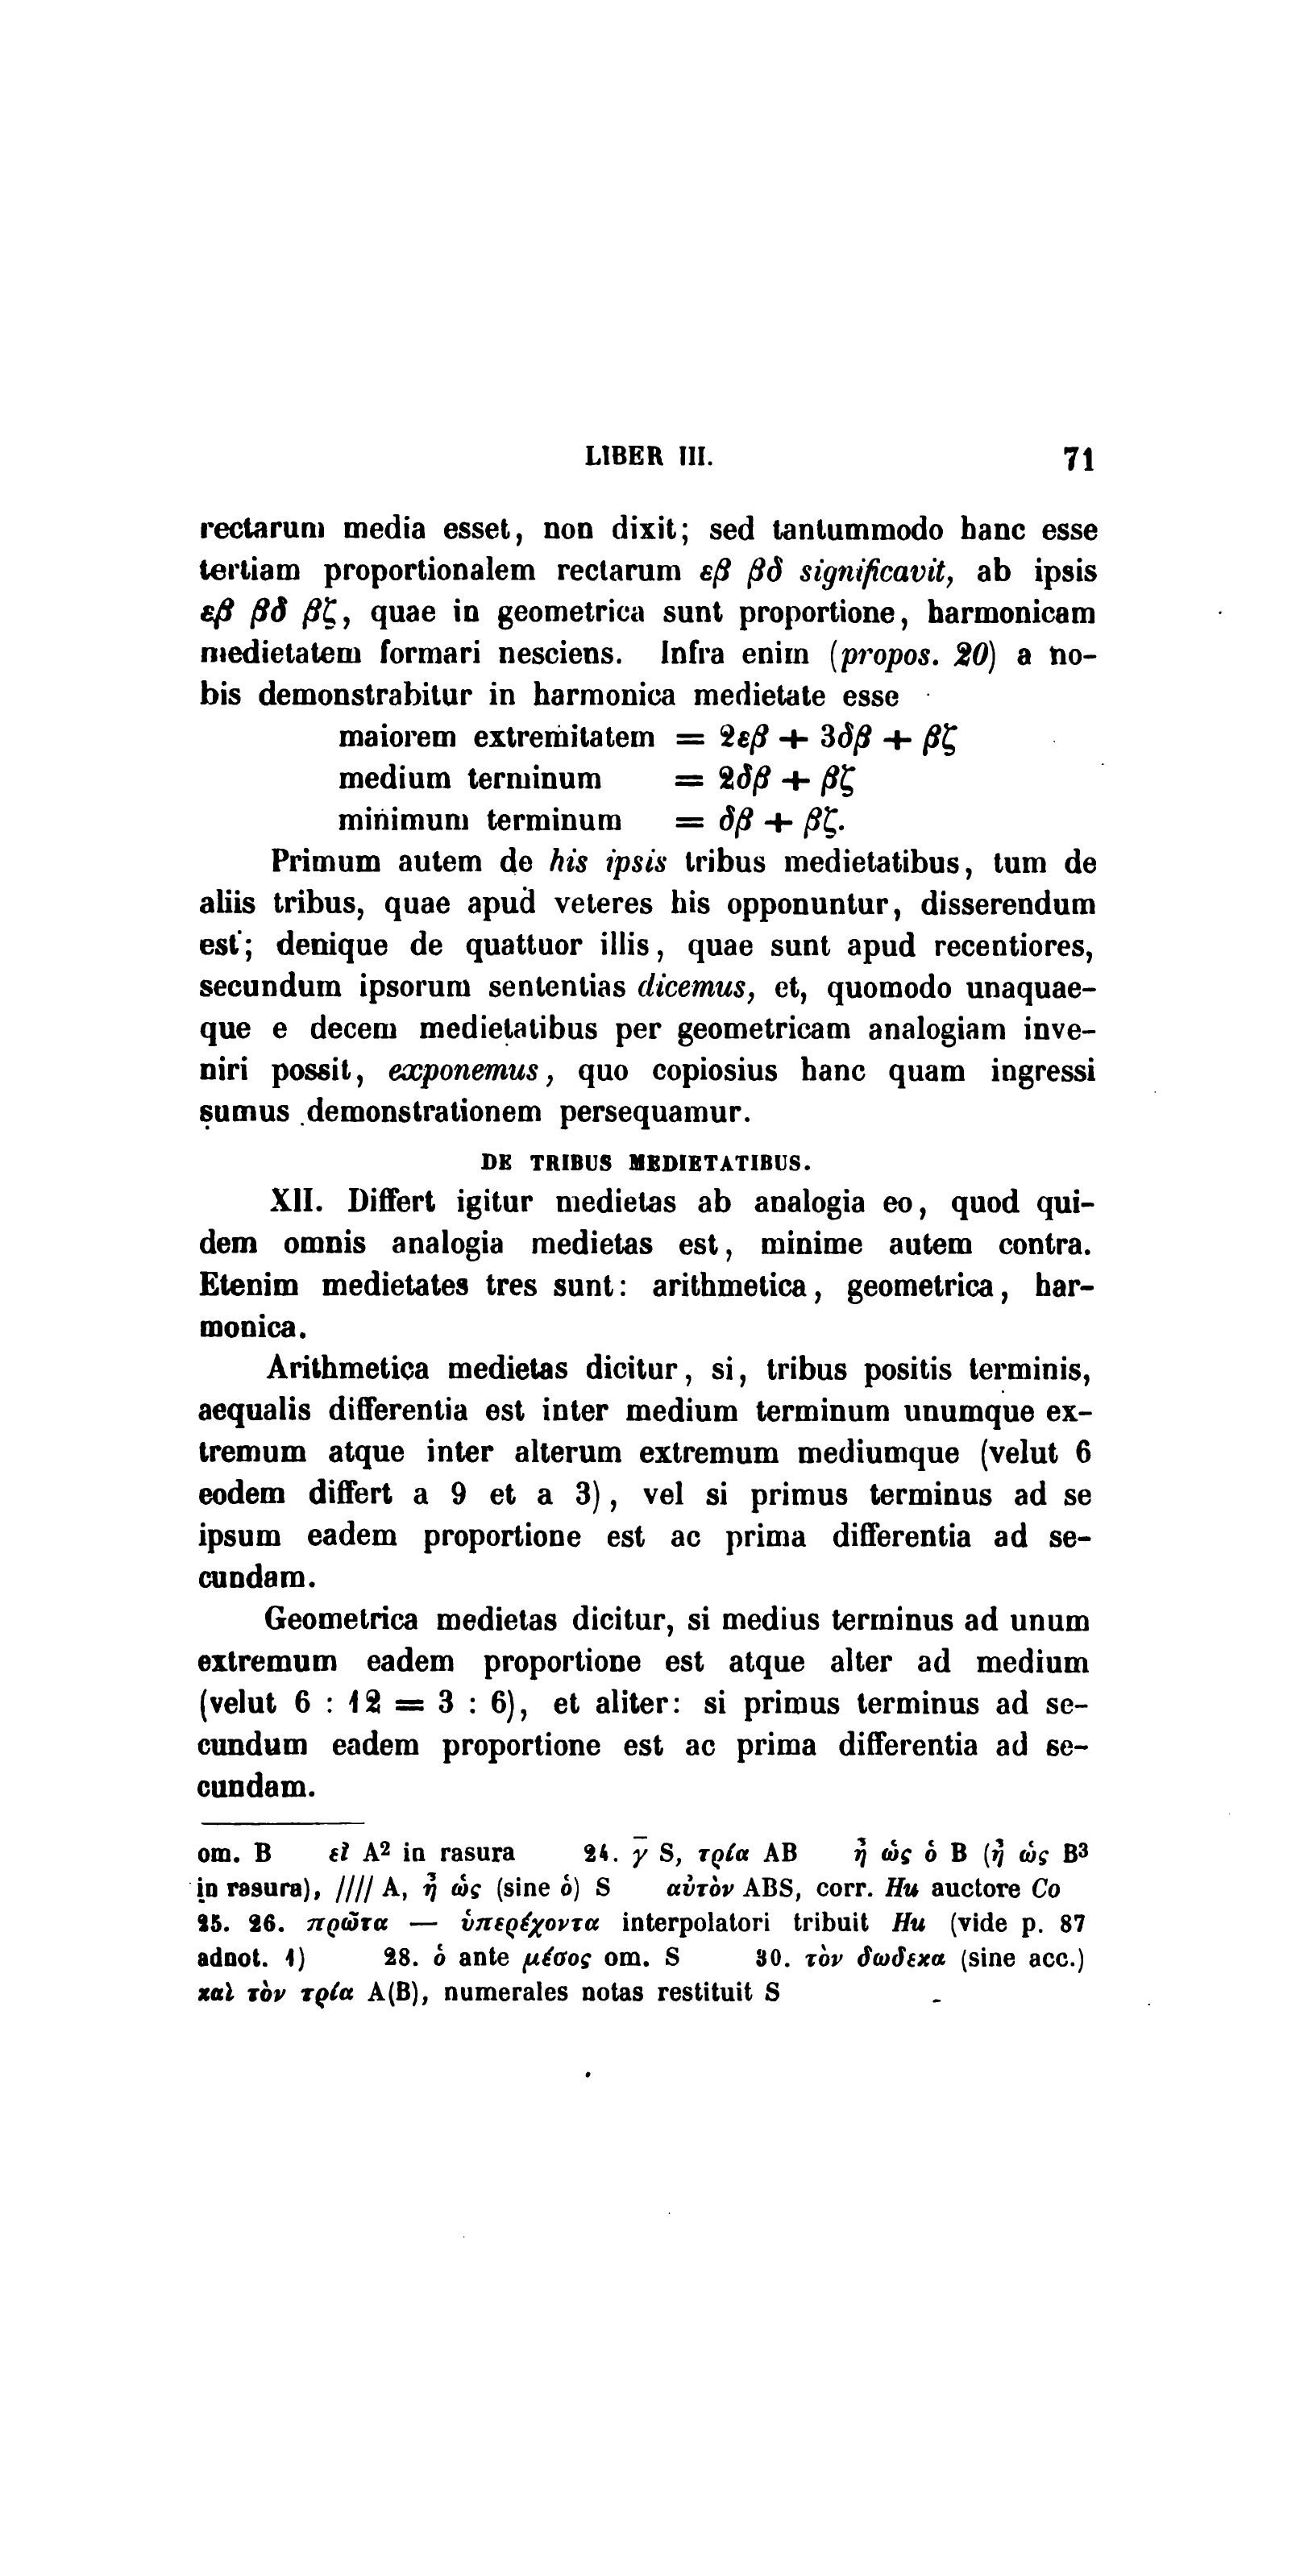 LIBER III. 71
rectarum media esset, non dixit; sed tantummodo hanc esse
tertiam proportionalem rectarum εβ βδ significavit, ab ipsis
εβ βδ βζ, quae in geometrica sunt proportione, harmonicam
medietatem formari nesciens. Infra enim (propos. 20) a no-
bis demonstrabitur in harmonica medietate esse
maiorem extremitatem = 2εβ + 3δβ + βζ
medium terminum = 2δβ + βζ
minimum terminum = δβ + βζ.
Primum autem de his ipsis tribus medietatibus, tum de
aliis tribus, quae apud veteres his opponuntur, disserendum
est; denique de quattuor illis, quae sunt apud recentiores,
secundum ipsorum sententias dicemus, et, quomodo unaquae-
que e decem medietatibus per geometricam analogiam inve-
niri possit, exponemus, quo copiosius hanc quam ingressi
sumus demonstrationem persequamur.
DE TRIBUS MEDIETATIBUS.
XII. Differt igitur medietas ab analogia eo, quod qui-
dem omnis analogia medietas est, minime autem contra.
Etenim medietates tres sunt: arithmetica, geometrica, har-
monica.
Arithmetica medietas dicitur, si, tribus positis terminis,
aequalis differentia est inter medium terminum unumque ex-
tremum atque inter alterum extremum mediumque (velut 6
eodem differt a 9 et a 3), vel si primus terminus ad se
ipsum eadem proportione est ac prima differentia ad se-
cundam.
Geometrica medietas dicitur, si medius terminus ad unum
extremum eadem proportione est atque alter ad medium
(velut 6 : 12 = 3 : 6), et aliter: si primus terminus ad se-
cundum eadem proportione est ac prima differentia ad se-
cundam.
om. B εἰ A² in rasura 24. γ̄ S, τρία AB ἢ ὡς ὁ B (ἢ ὡς B³
in rasura), //// A, ἢ ὡς (sine ὁ) S αὐτὸν ABS, corr. Hu auctore Co
25. 26. πρῶτα — ὑπερέχοντα interpolatori tribuit Hu (vide p. 87
adnot. 1) 28. ὁ ante μέσος om. S 30. τὸν δωδεκα (sine acc.)
καὶ τὸν τρία A(B), numerales notas restituit S